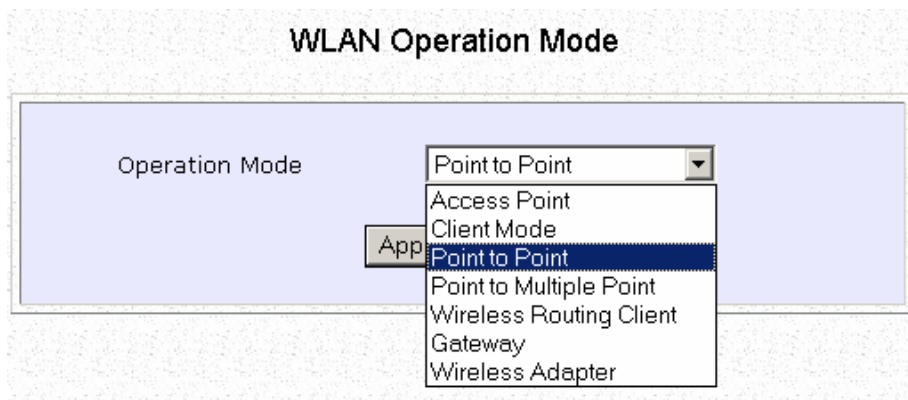 WLAN Operation Mode
Operation Mode Point to Point
Access Point
Client Mode
App
Point to Point
Point to Multiple Point
Wireless Routing Client
Gateway
Wireless Adapter